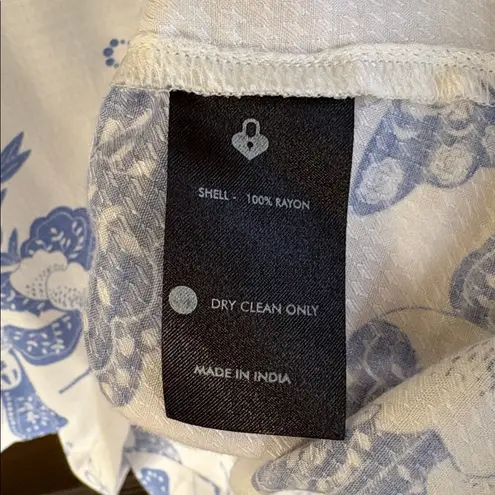 SHELL - 100% RAYON
DRY CLEAN ONLY
MADE IN INDIA